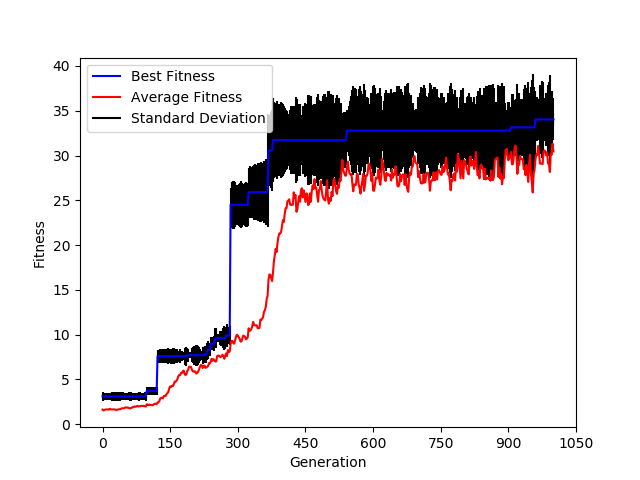 Best Fitness
Average Fitness
Standard Deviation
40
35
30
25
20
15
10
5
0
Fitness
0 150 300 450 600 750 900 1050
Generation